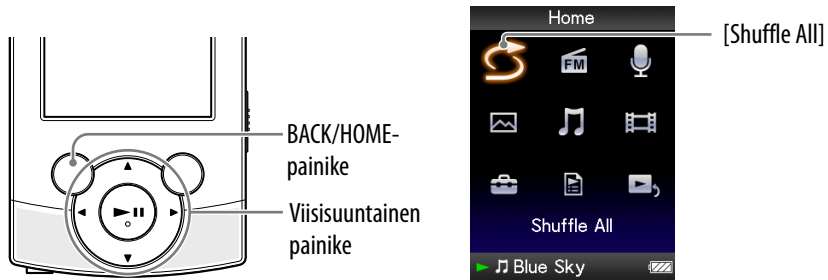 BACK/HOME-
painike
Viisisuuntainen
painike
Home
[Shuffle All]
FM
Shuffle All
Blue Sky